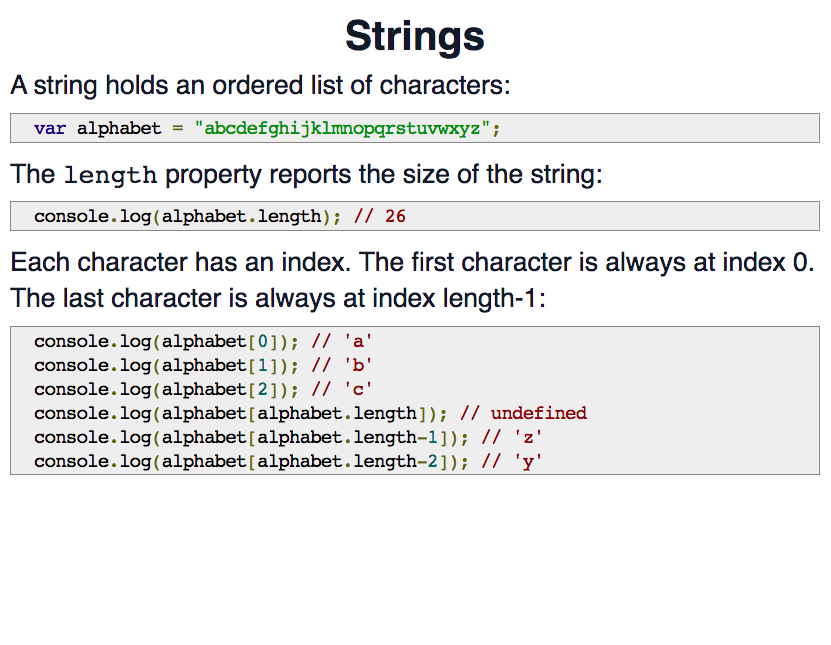 Strings
A string holds an ordered list of characters:
var alphabet = "abcdefghijklmnopqrstuvwxyz";
The length property reports the size of the string:
console.log(alphabet.length); // 26
Each character has an index. The first character is always at index 0.
The last character is always at index length-1:
console.log(alphabet[0]); // 'a'
console.log(alphabet[1]); // 'b'
console.log(alphabet[2]); // 'c'
console.log(alphabet[alphabet.length]); // undefined
console.log(alphabet[alphabet.length-1]); // 'z'
console.log(alphabet[alphabet.length-2]); // 'y'